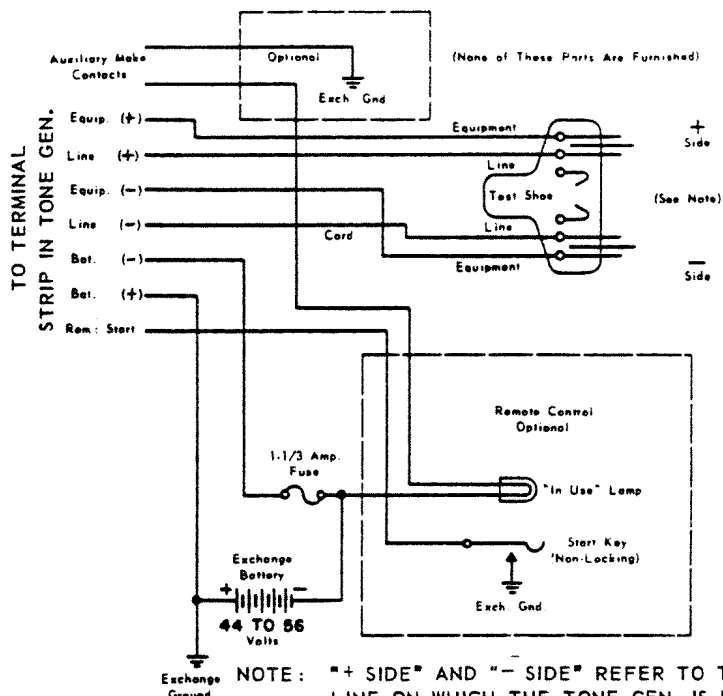 Auxiliary Make
Contacts
Optional
Exch. Gnd
(None of These Parts Are Furnished)
TO TERMINAL
STRIP IN TONE GEN.
Equip. (+)
Line (+)
Equip. (-)
Line (-)
Bat. (-)
Bat. (+)
Rem: Start
Equipment
Line
Test Shoe
Line
Equipment
Cord
+
Side
(See Note)
-
Side
Remote Control
Optional
1-1/3 Amp.
Fuse
"In Use" Lamp
Start Key
(Non-Locking)
Exch. Gnd.
Exchange
Battery
+ -
44 TO 56
Volts
Exchange
Ground
NOTE: "+ SIDE" AND "- SIDE" REFER TO
LINE ON WHICH THE TONE GEN. IS